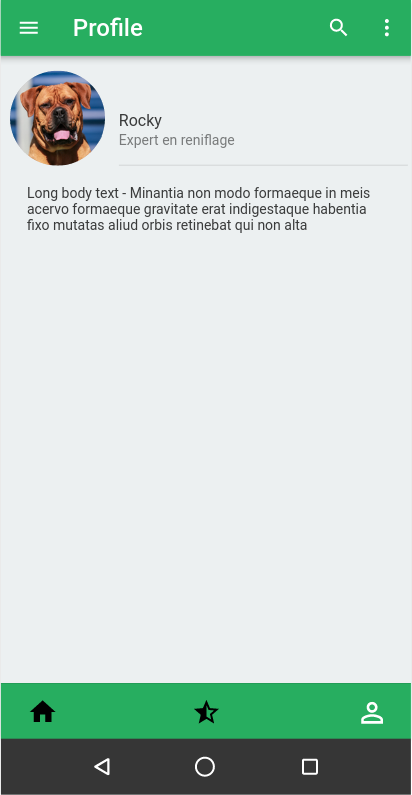 Profile
Rocky
Expert en reniflage
Long body text - Minantia non modo formaeque in meis
acervo formaeque gravitate erat indigestaque habentia
fixo mutatas aliud orbis retinebat qui non alta